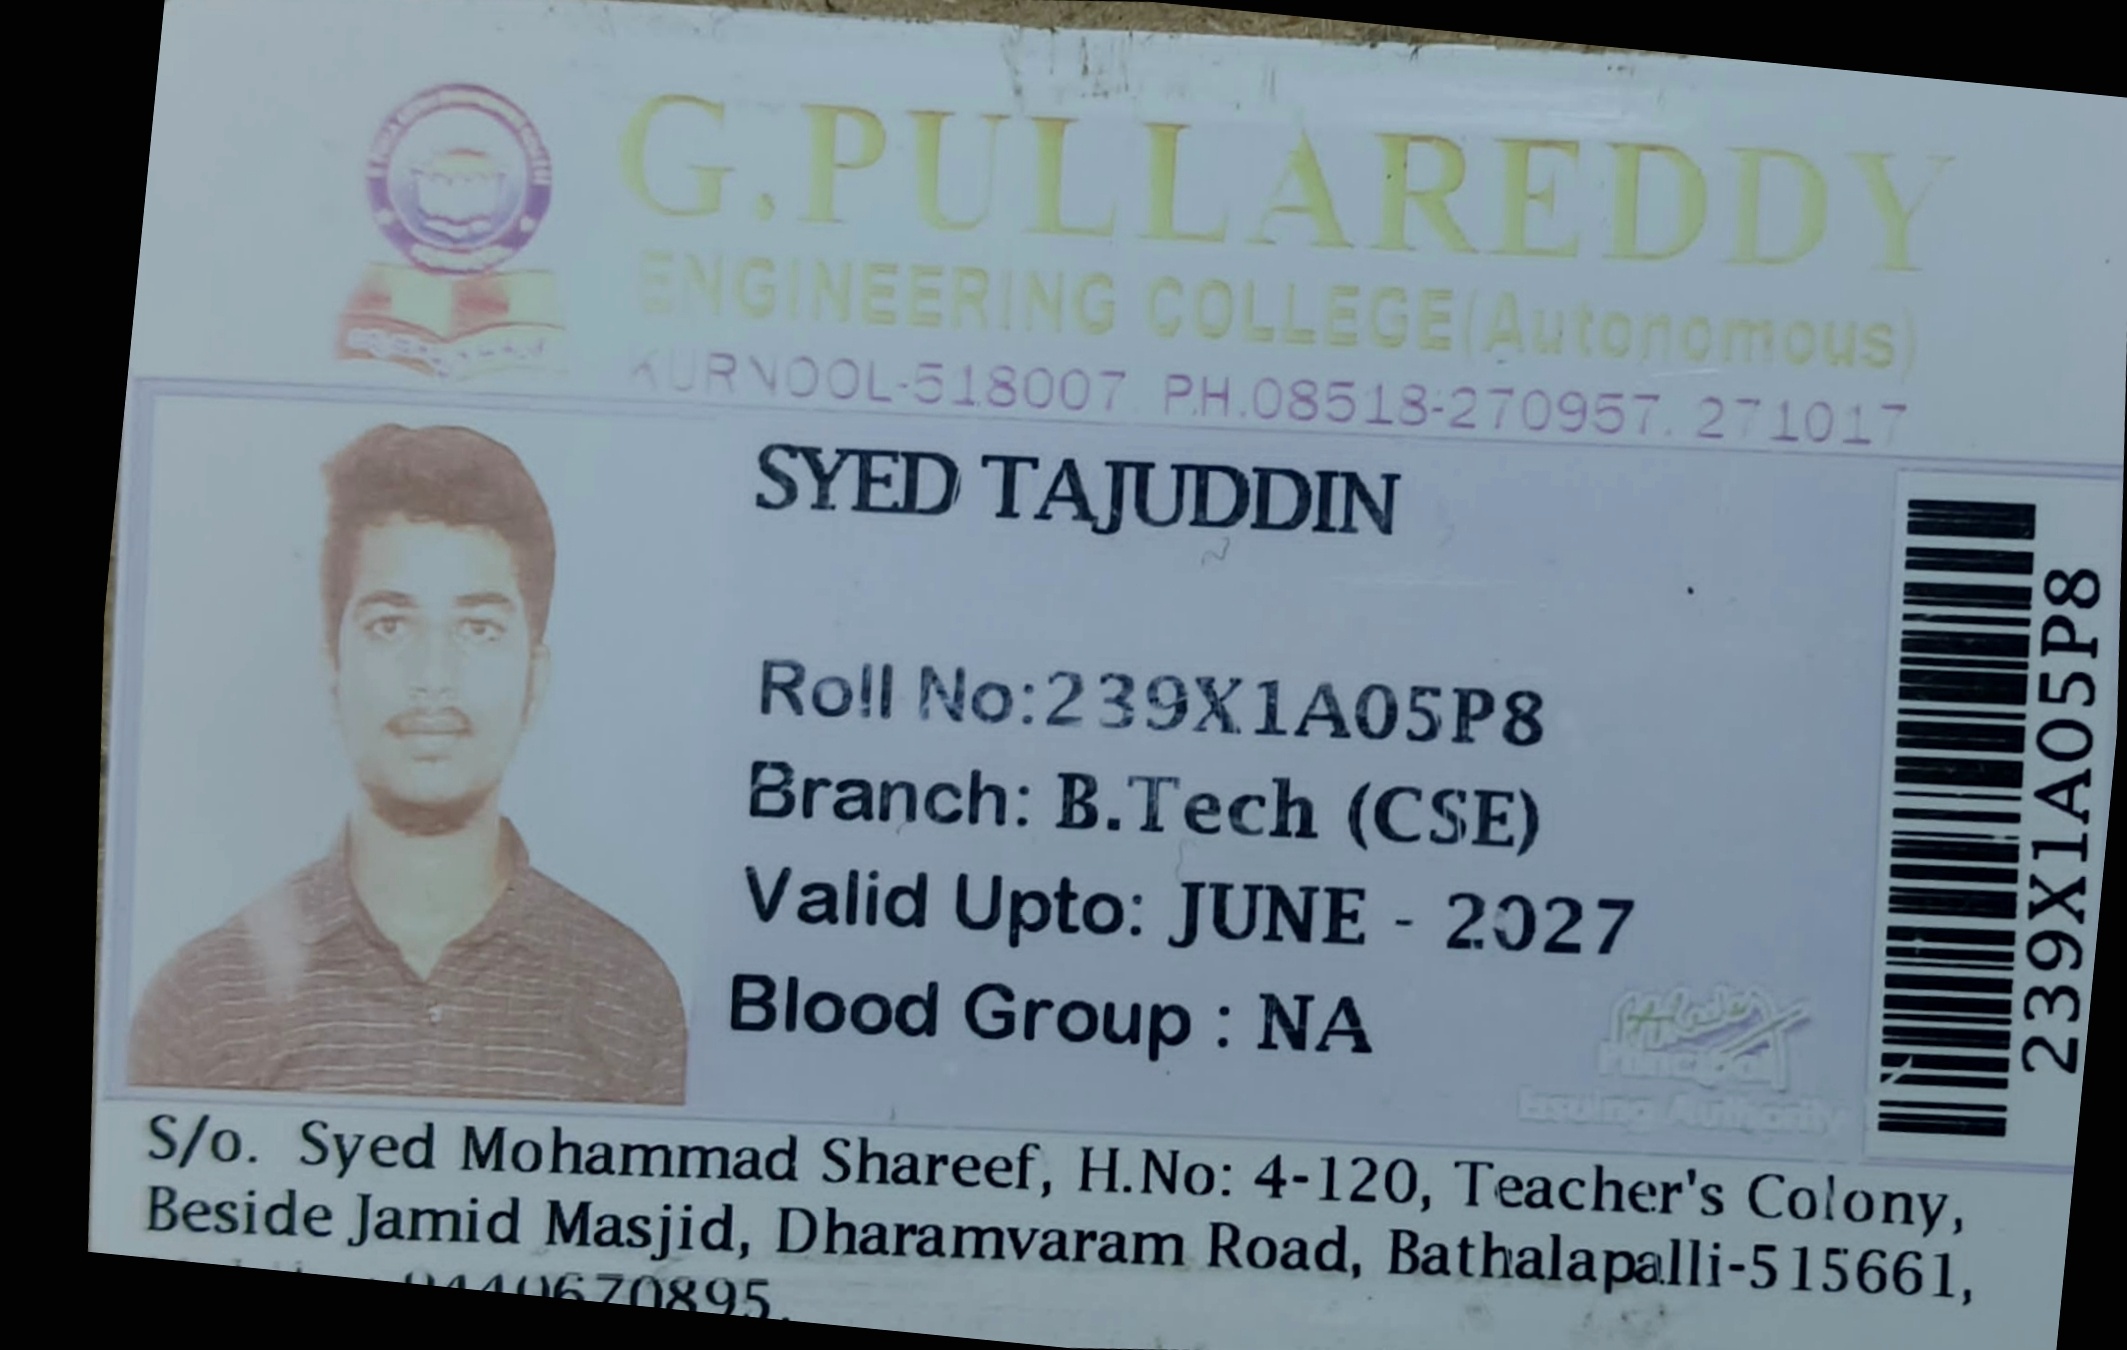 G.PULLAREDDY
ENGINEERING COLLEGE(Autonomous)
KURNOOL-518007. PH.08518-270957, 271017
SYED TAJUDDIN
Roll No:239X1A05P8
Branch: B.Tech (CSE)
Valid Upto: JUNE - 2027
Blood Group : NA
Principal
Issuing Authority
239X1A05P8
S/o. Syed Mohammad Shareef, H.No: 4-120, Teacher's Colony,
Beside Jamid Masjid, Dharamvaram Road, Bathalapalli-515661,
9440670895.